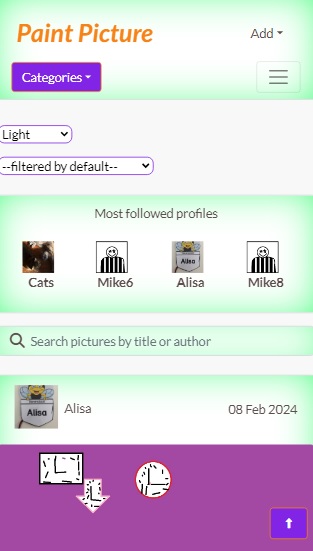 Paint Picture
Add
Categories
Light
--filtered by default--
Most followed profiles
Cats
Mike6
Alisa
Mike8
Alisa
Search pictures by title or author
Alisa
Alisa
08 Feb 2024